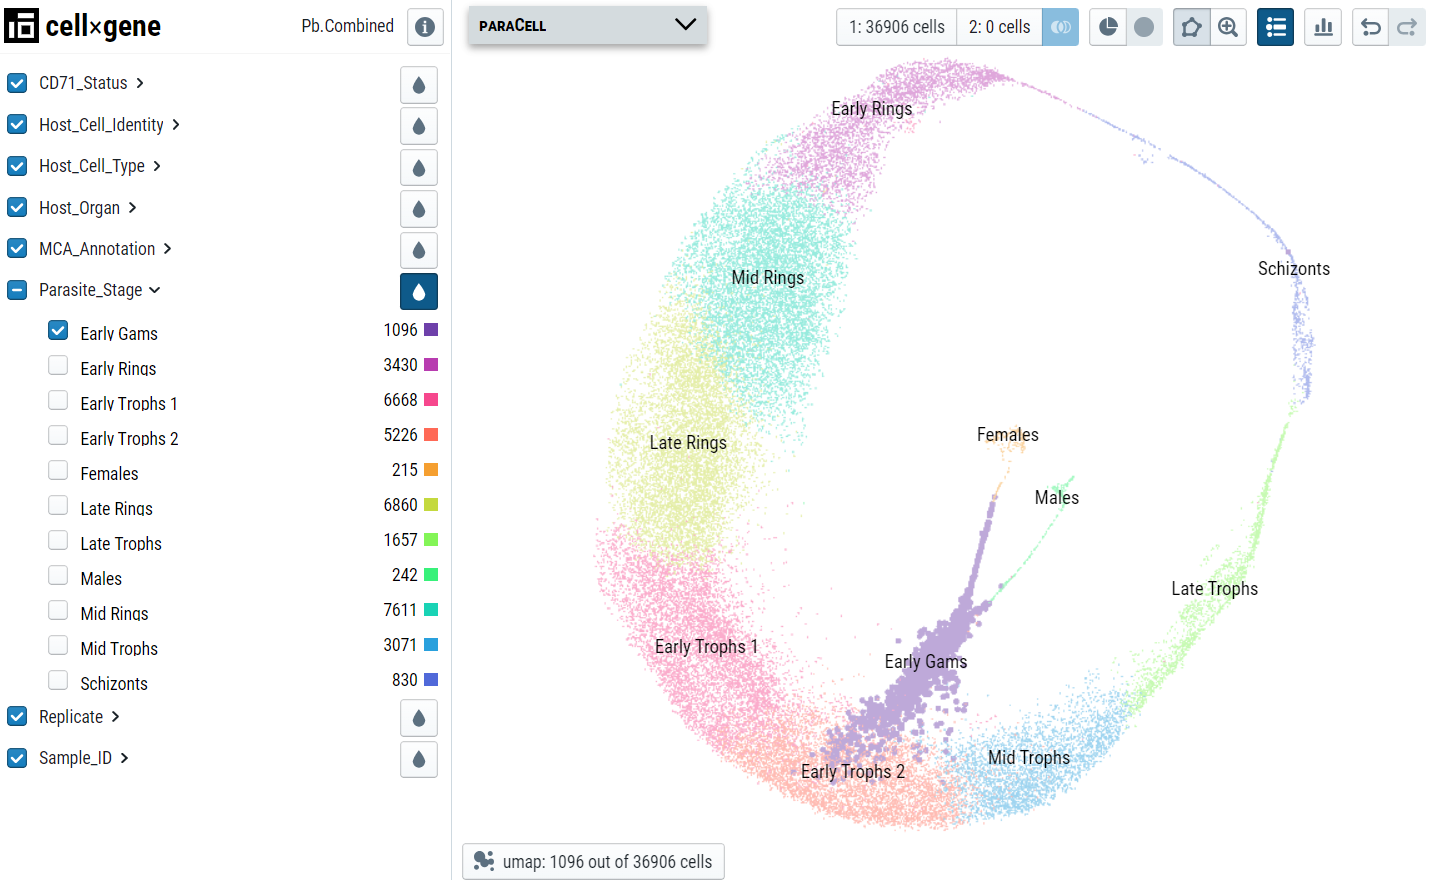 cell×gene
Pb.Combined
PARACELL
1: 36906 cells
2: 0 cells
CD71_Status
Host_Cell_Identity
Host_Cell_Type
Host_Organ
MCA_Annotation
Parasite_Stage
Early Gams 1096
Early Rings 3430
Early Trophs 1 6668
Early Trophs 2 5226
Females 215
Late Rings 6860
Late Trophs 1657
Males 242
Mid Rings 7611
Mid Trophs 3071
Schizonts 830
Replicate
Sample_ID
Early Rings
Schizonts
Mid Rings
Females
Late Rings
Males
Late Trophs
Early Trophs 1
Early Gams
Mid Trophs
Early Trophs 2
umap: 1096 out of 36906 cells